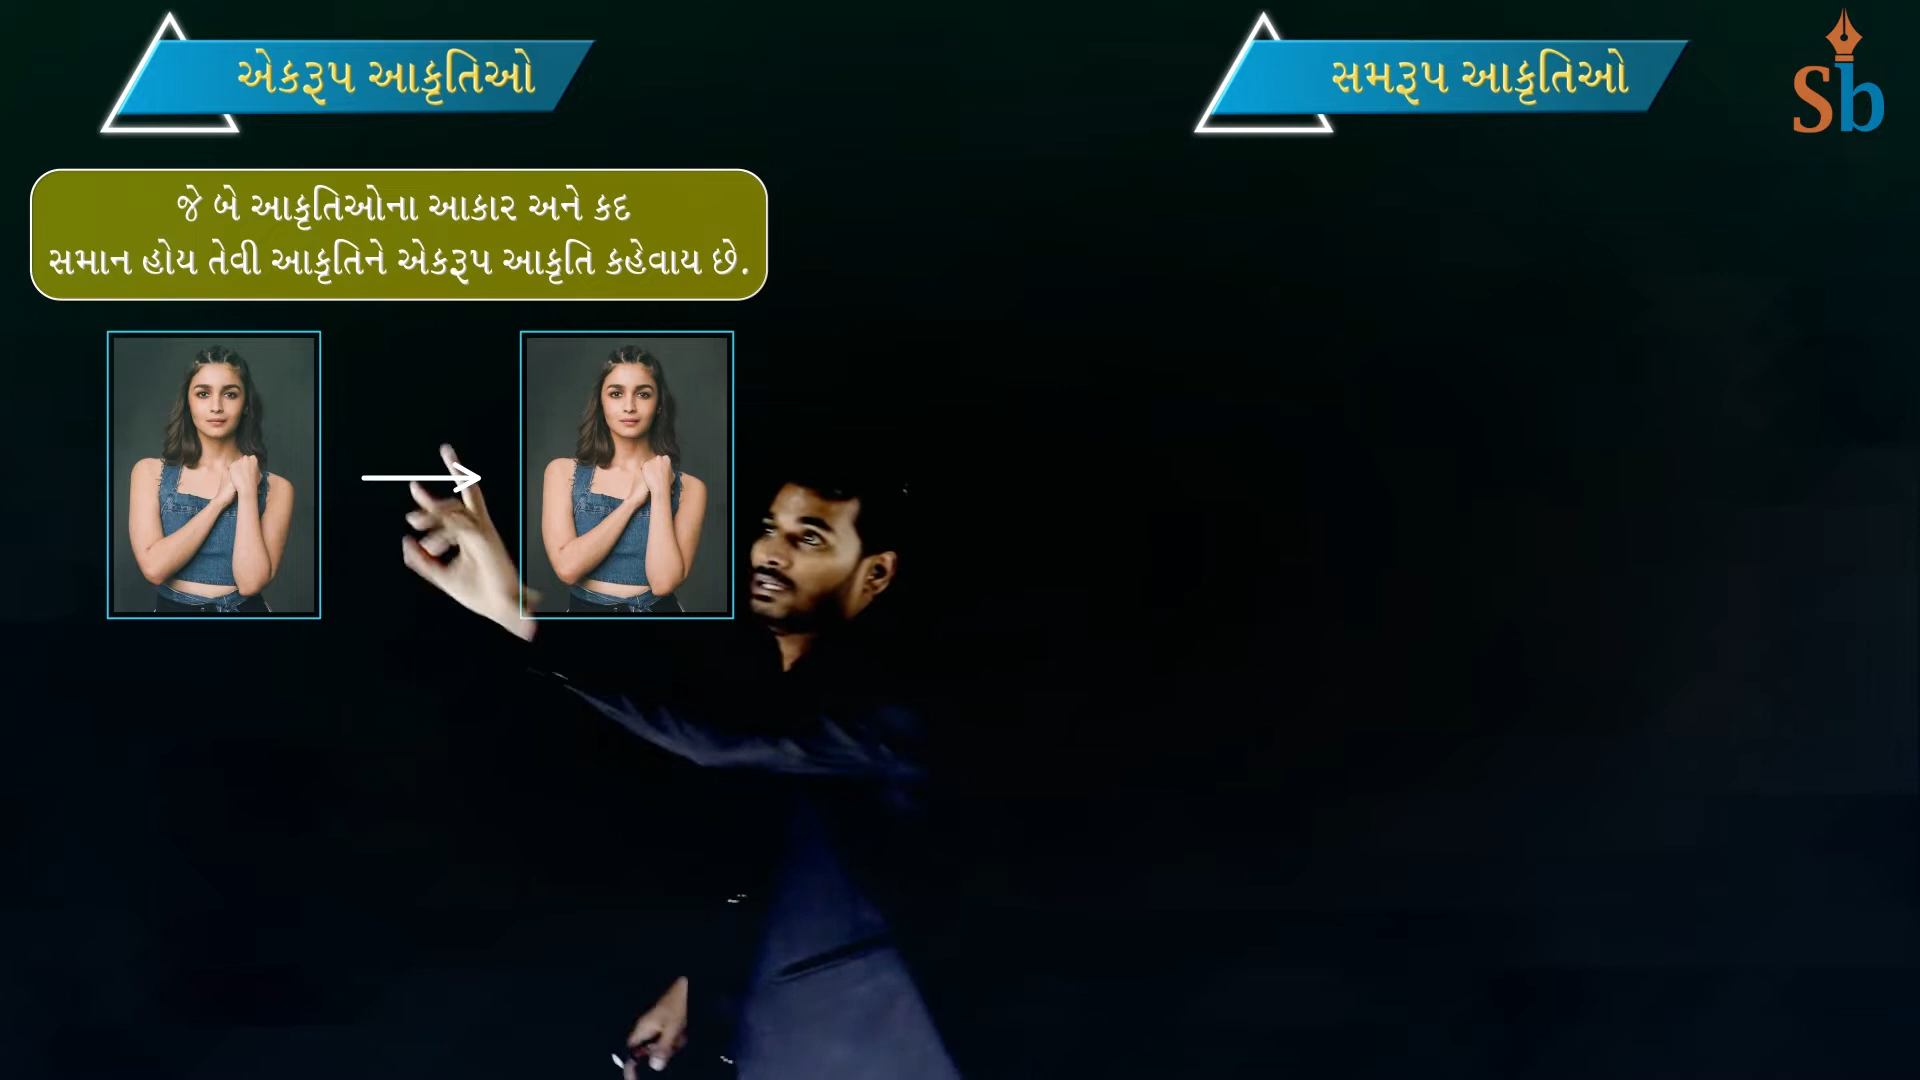 એકરૂપ આકૃતિઓ
સમરૂપ આકૃતિઓ
Sb
જે બે આકૃતિઓના આકાર અને કદ
સમાન હોય તેવી આકૃતિને એકરૂપ આકૃતિ કહેવાય છે.